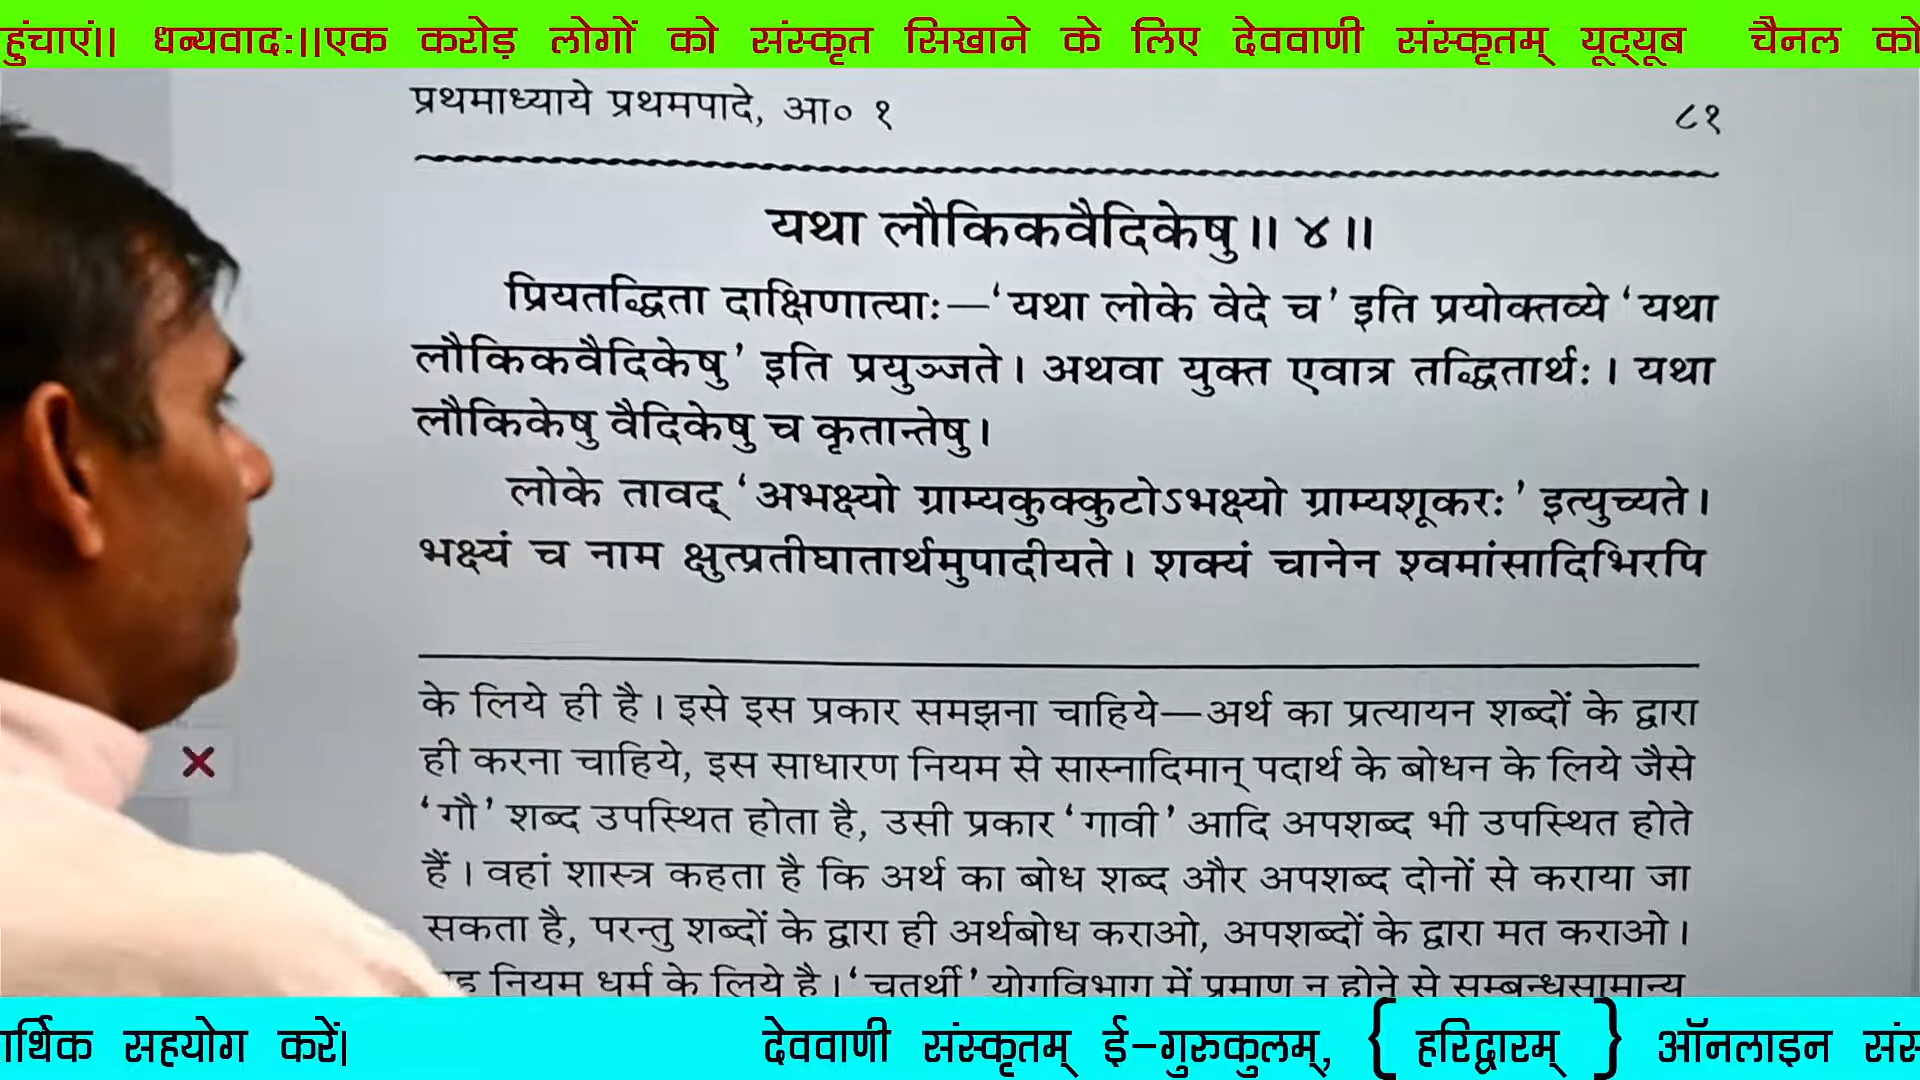 हुंचाएं॥ धन्यवादः॥एक करोड़ लोगों को संस्कृत सिखाने के लिए देववाणी संस्कृतम् यूट्यूब चैनल को
प्रथमाध्याये प्रथमपादे, आ० १ ८१
यथा लौकिकवैदिकेषु॥ ४॥
प्रियतद्धिता दाक्षिणात्याः—‘यथा लोके वेदे च’ इति प्रयोक्तव्ये ‘यथा
लौकिकवैदिकेषु’ इति प्रयुञ्जते। अथवा युक्त एवात्र तद्धितार्थः। यथा
लौकिकेषु वैदिकेषु च कृतान्तेषु।
लोके तावद् ‘अभक्ष्यो ग्राम्यकुक्कुटोऽभक्ष्यो ग्राम्यशूकरः’ इत्युच्यते।
भक्ष्यं च नाम क्षुत्प्रतीघातार्थमुपादीयते। शक्यं चानेन श्वमांसादिभिरपि
के लिये ही है। इसे इस प्रकार समझना चाहिये—अर्थ का प्रत्यायन शब्दों के द्वारा
ही करना चाहिये, इस साधारण नियम से सास्नादिमान् पदार्थ के बोधन के लिये जैसे
‘गौ’ शब्द उपस्थित होता है, उसी प्रकार ‘गावी’ आदि अपशब्द भी उपस्थित होते
हैं। वहां शास्त्र कहता है कि अर्थ का बोध शब्द और अपशब्द दोनों से कराया जा
सकता है, परन्तु शब्दों के द्वारा ही अर्थबोध कराओ, अपशब्दों के द्वारा मत कराओ।
नियम धर्म के लिये है। ‘चतुर्थी’ योगविभाग में प्रमाण न होने से सम्बन्धसामान्य
र्थिक सहयोग करें। देववाणी संस्कृतम् ई-गुरुकुलम्, { हरिद्वारम् } ऑनलाइन संस